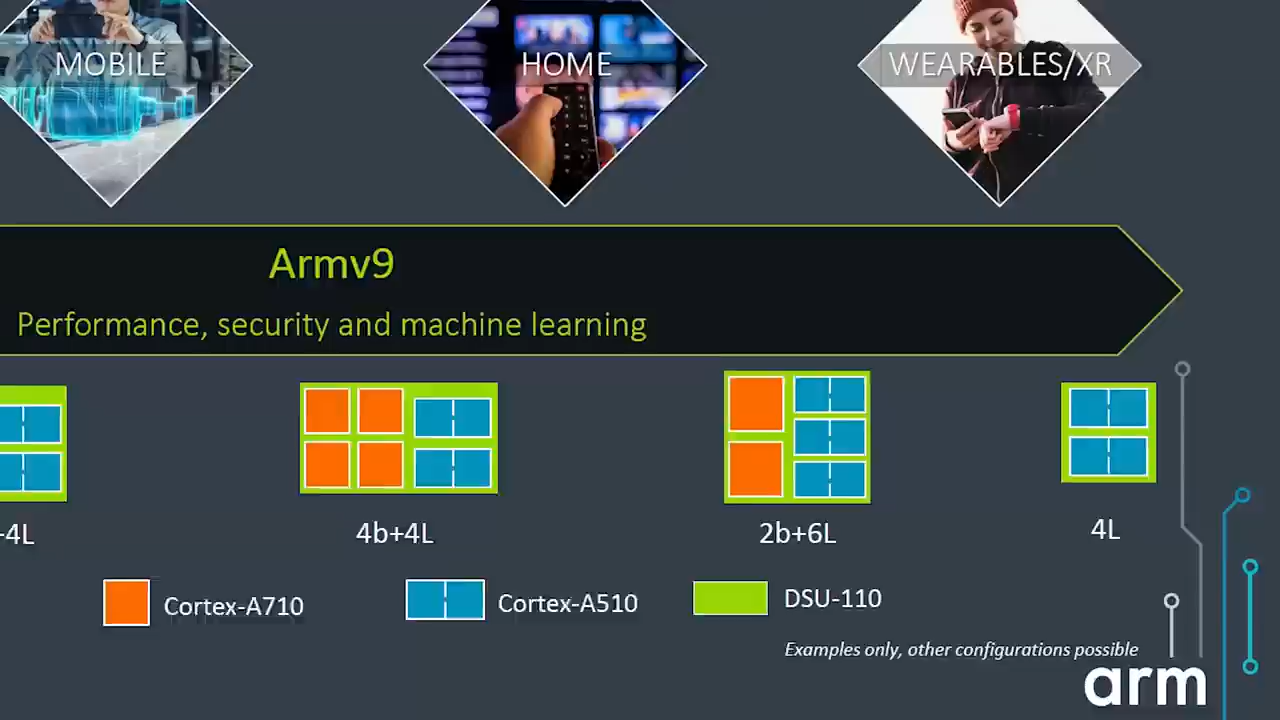 MOBILE
HOME
WEARABLES/XR
Armv9
Performance, security and machine learning
-4L
4b+4L
2b+6L
4L
Cortex-A710
Cortex-A510
DSU-110
Examples only, other configurations possible
arm